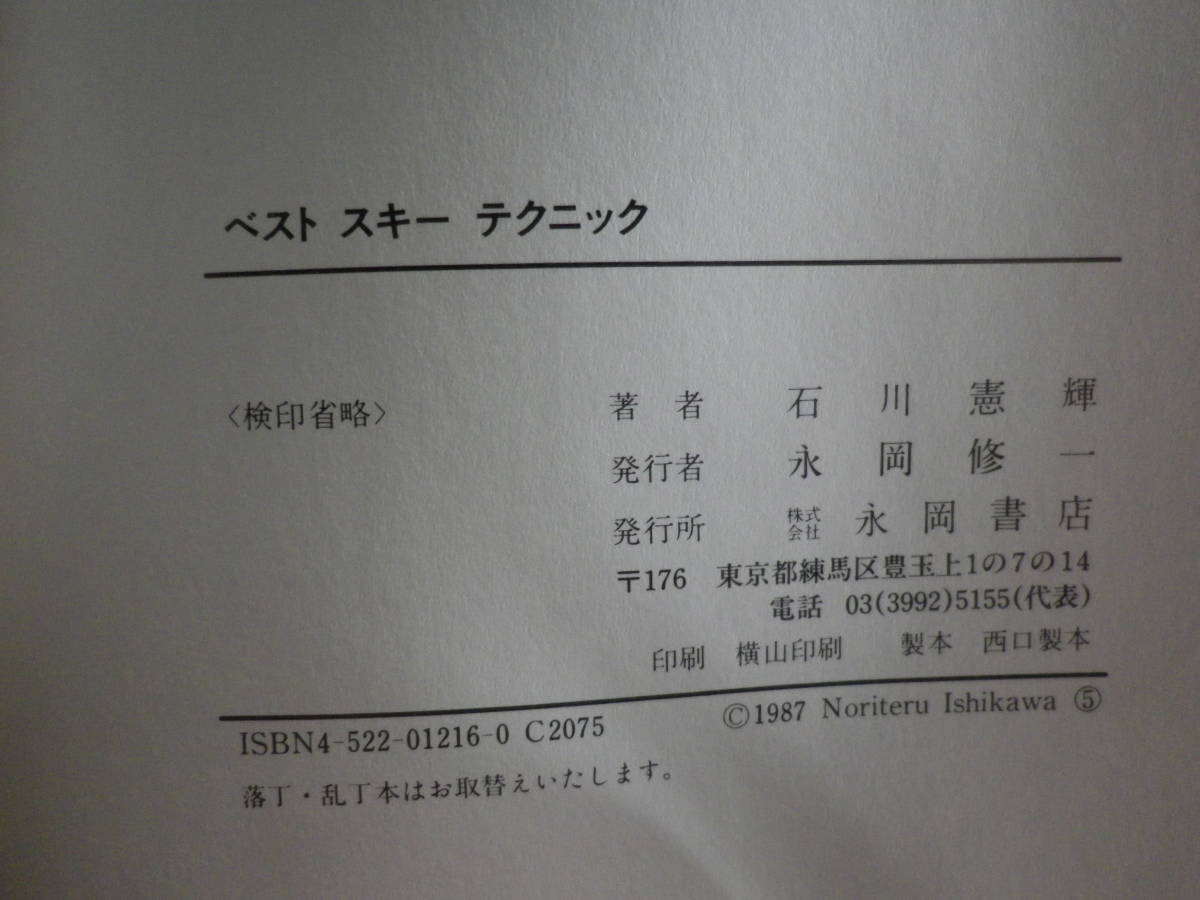 ベスト スキー テクニック
〈検印省略〉
著者 石川憲輝
発行者 永岡修一
発行所 株式会社 永岡書店
〒176 東京都練馬区豊玉上1の7の14
電話 03(3992)5155(代表)
印刷 横山印刷 製本 西口製本
©1987 Noriteru Ishikawa ⑤
ISBN4-522-01216-0 C2075
落丁・乱丁本はお取替えいたします。